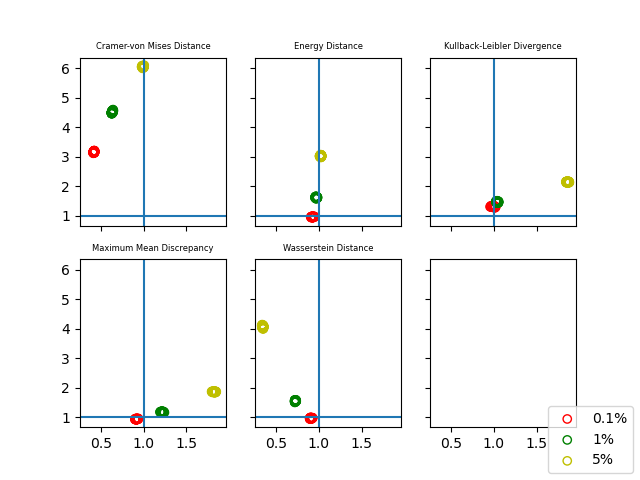 Cramer-von Mises Distance
Energy Distance
Kullback-Leibler Divergence
6
5
4
3
2
1
Maximum Mean Discrepancy
Wasserstein Distance
6
5
4
3
2
1
0.5 1.0 1.5
0.5 1.0 1.5
0.5 1.0 1.5
0.1%
1%
5%